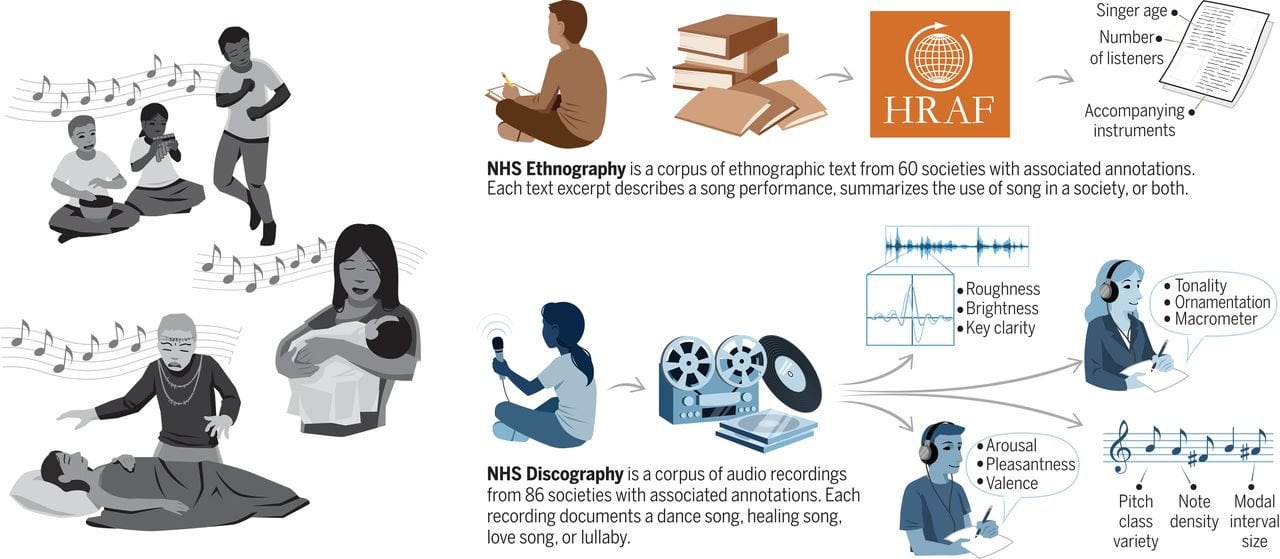 HRAF
Singer age
Number
of listeners
Accompanying
instruments
NHS Ethnography is a corpus of ethnographic text from 60 societies with associated annotations.
Each text excerpt describes a song performance, summarizes the use of song in a society, or both.
• Roughness
• Brightness
• Key clarity
• Tonality
• Ornamentation
• Macrometer
• Arousal
• Pleasantness
• Valence
Pitch
class
variety
Note
density
Modal
interval
size
NHS Discography is a corpus of audio recordings
from 86 societies with associated annotations. Each
recording documents a dance song, healing song,
love song, or lullaby.